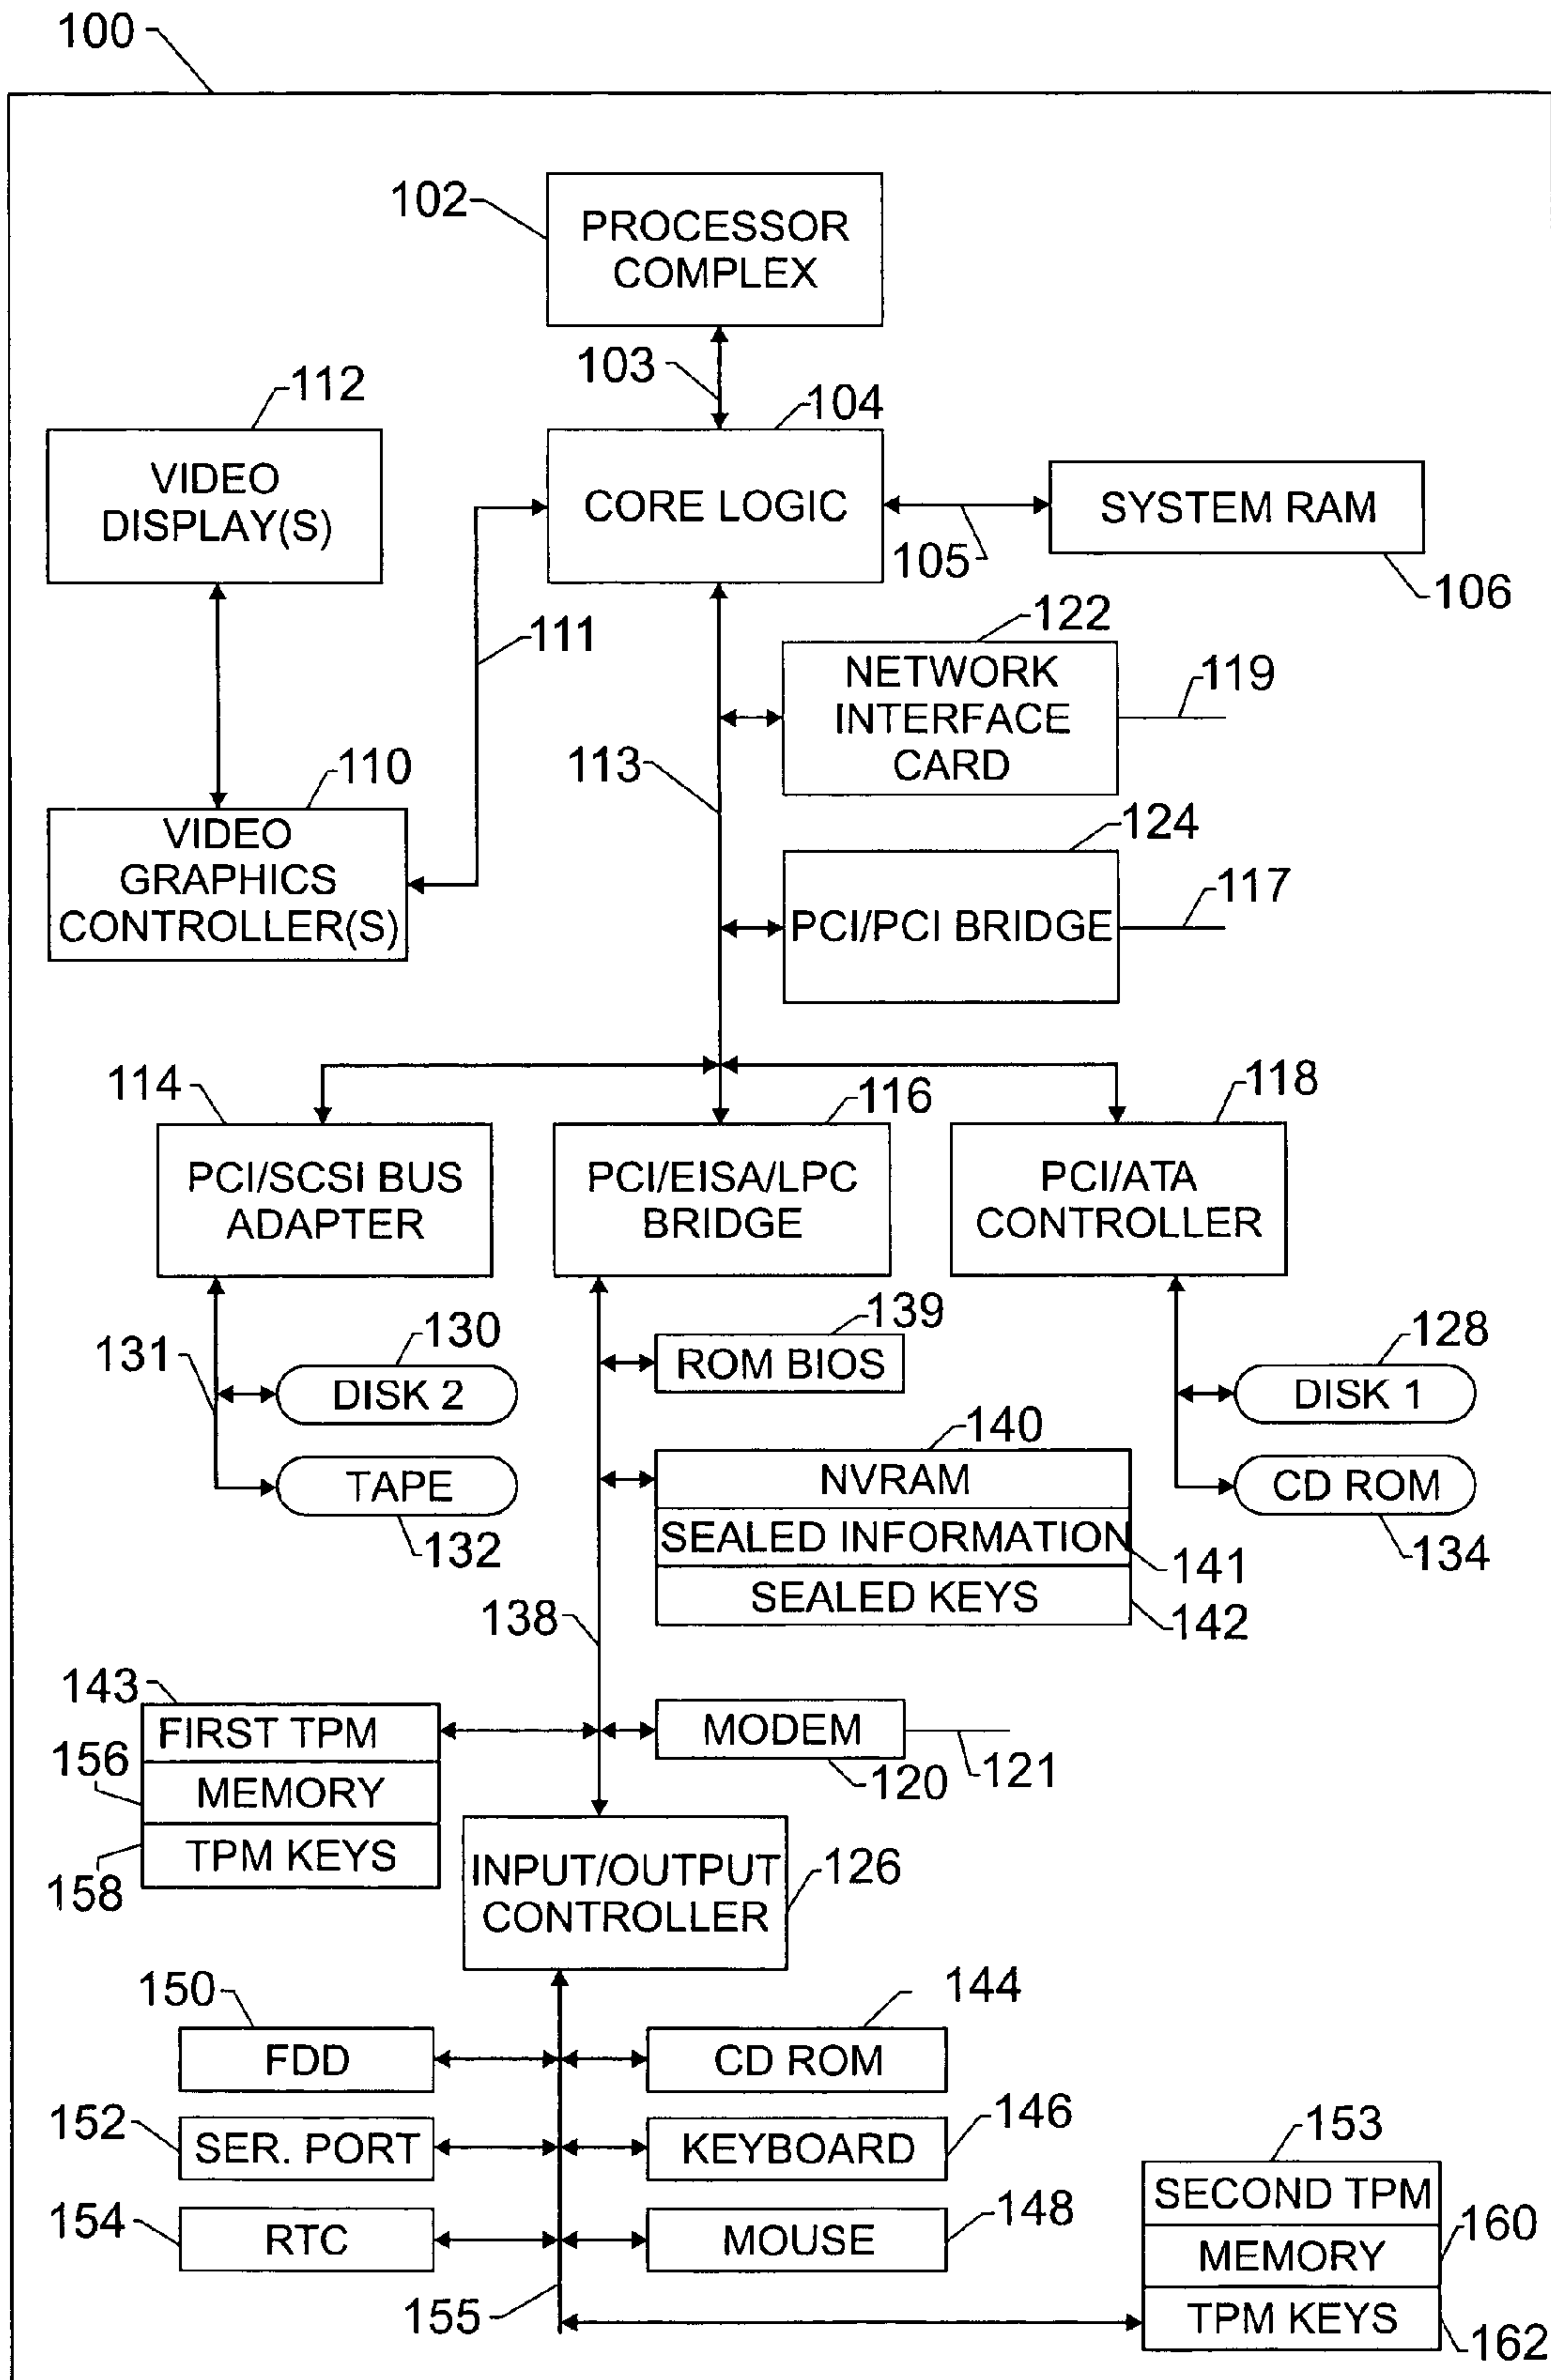 100
102
PROCESSOR
COMPLEX
103
112
104
VIDEO
DISPLAY(S)
CORE LOGIC
SYSTEM RAM
105
106
111
122
NETWORK
INTERFACE
CARD
119
113
110
VIDEO
GRAPHICS
CONTROLLER(S)
124
PCI/PCI BRIDGE
117
114
116
118
PCI/SCSI BUS
ADAPTER
PCI/EISA/LPC
BRIDGE
PCI/ATA
CONTROLLER
131
130
DISK 2
TAPE
132
139
ROM BIOS
128
DISK 1
CD ROM
134
140
NVRAM
SEALED INFORMATION
141
SEALED KEYS
142
138
143
FIRST TPM
156
MEMORY
TPM KEYS
158
MODEM
120
121
INPUT/OUTPUT
CONTROLLER
126
150
FDD
144
CD ROM
152
SER. PORT
146
KEYBOARD
154
RTC
148
MOUSE
155
153
SECOND TPM
160
MEMORY
TPM KEYS
162